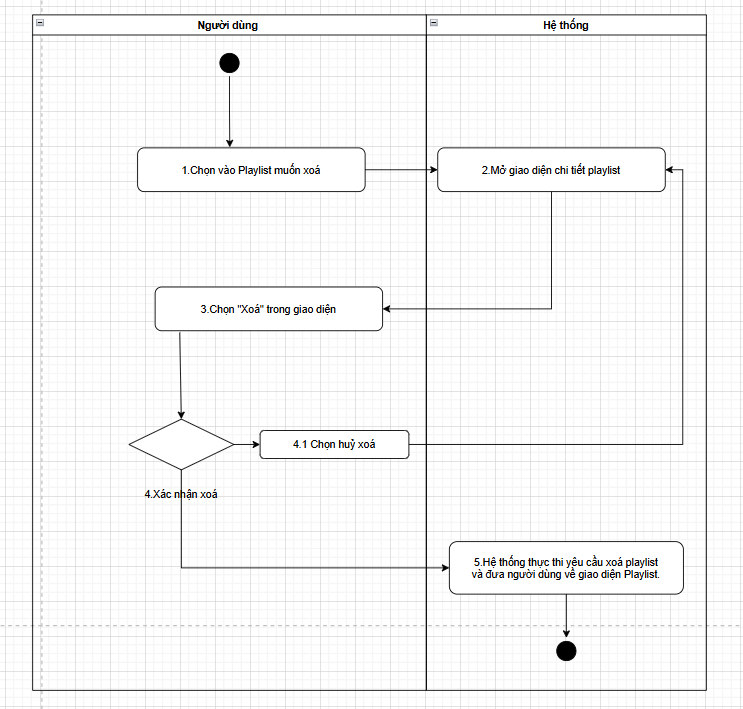 Người dùng
Hệ thống
1.Chọn vào Playlist muốn xoá
2.Mở giao diện chi tiết playlist
3.Chọn "Xoá" trong giao diện
4.1 Chọn huỷ xoá
4.Xác nhận xoá
5.Hệ thống thực thi yêu cầu xoá playlist
và đưa người dùng về giao diện Playlist.